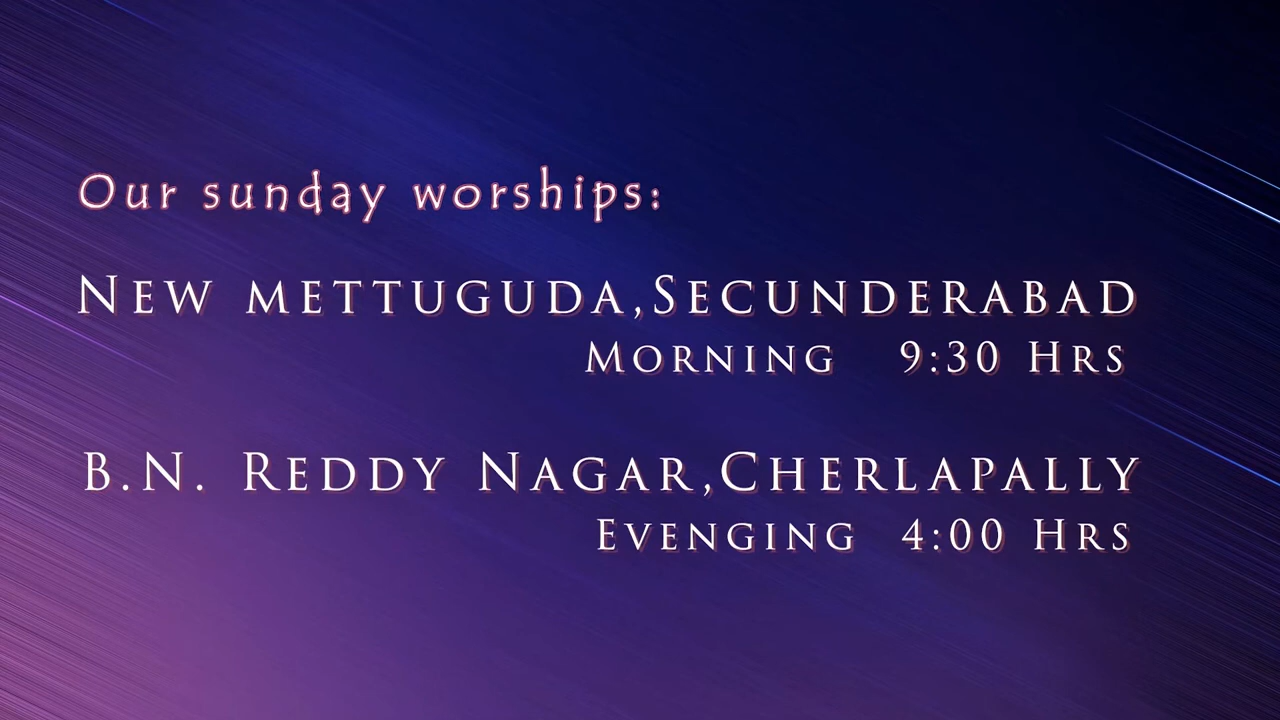 Our sunday worships:
New mettuguda,Secunderabad
Morning 9:30 Hrs
B.N. Reddy Nagar,Cherlapally
Evenging 4:00 Hrs